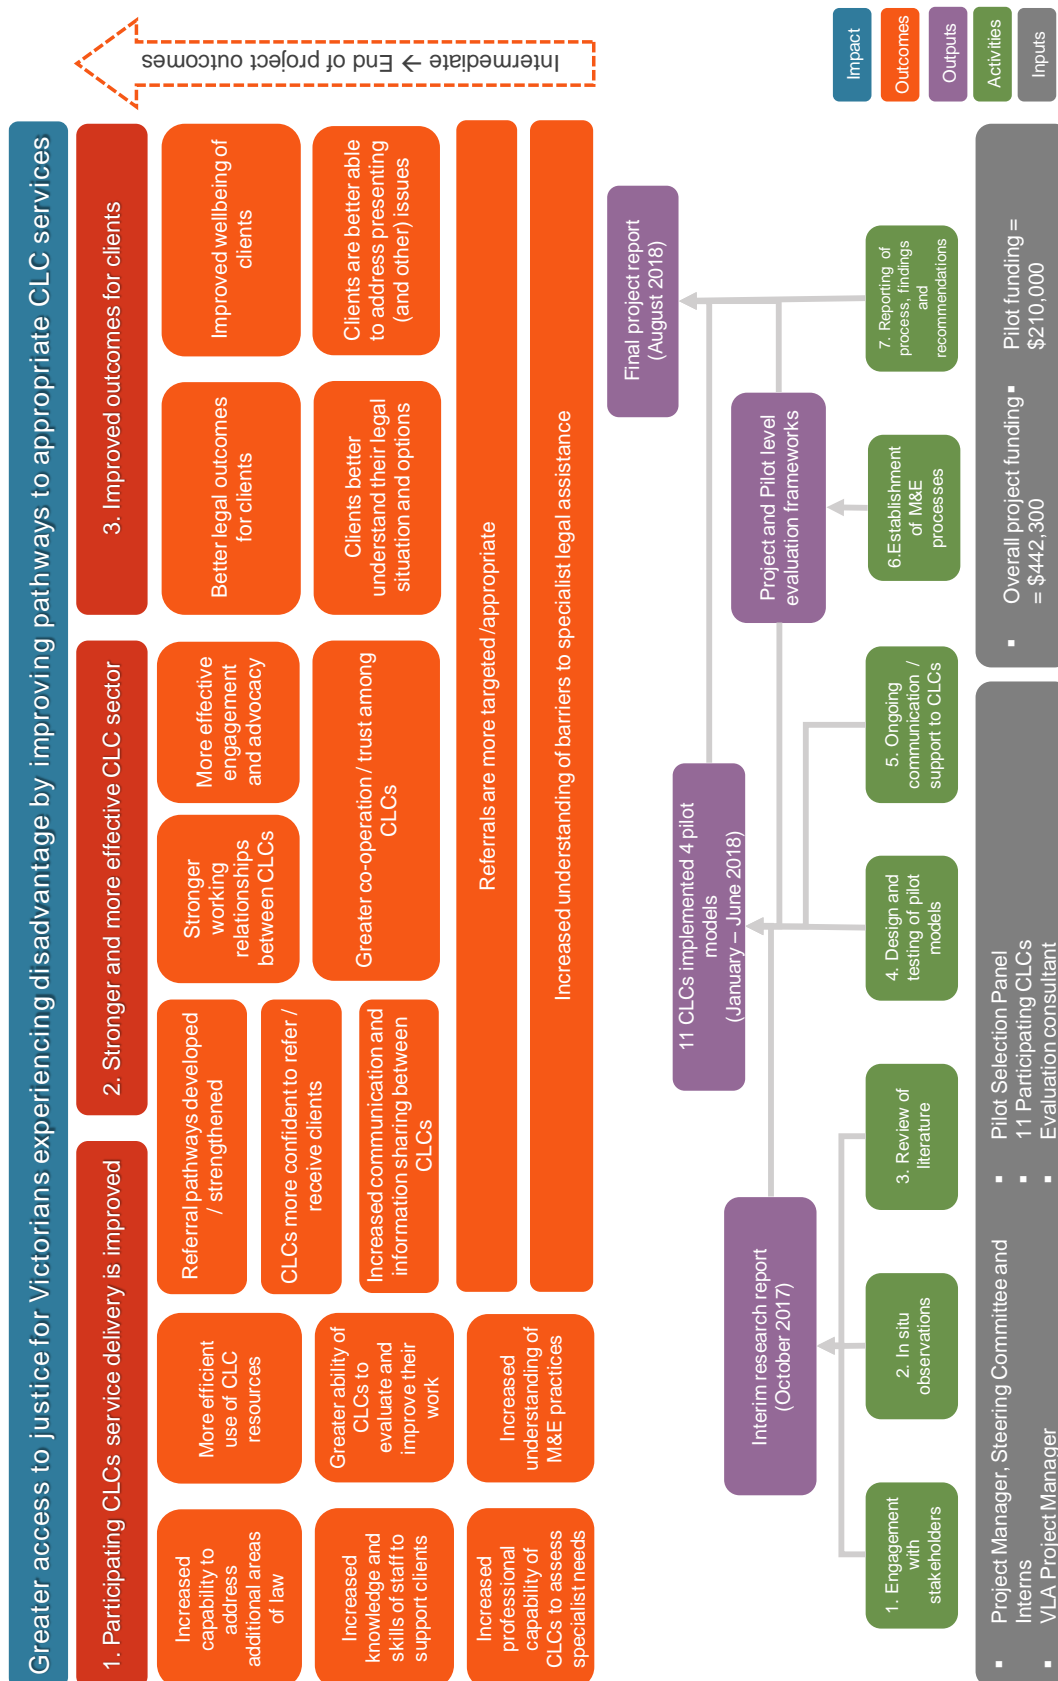 Greater access to justice for Victorians experiencing disadvantage by improving pathways to appropriate CLC services
1. Participating CLCs service delivery is improved
2. Stronger and more effective CLC sector
3. Improved outcomes for clients
Increased
capability to
address
additional areas
of law
More efficient
use of CLC
resources
Referral pathways developed
/ strengthened
CLCs more confident to refer /
receive clients
Increased communication and
information sharing between
CLCs
Stronger
working
relationships
between CLCs
More effective
engagement
and advocacy
Better legal outcomes
for clients
Improved wellbeing of
clients
Increased
knowledge and
skills of staff to
support clients
Greater ability of
CLCs to
evaluate and
improve their
work
Greater co-operation / trust among
CLCs
Clients better
understand their legal
situation and options
Clients are better able
to address presenting
(and other) issues
Increased
professional
capability of
CLCs to assess
specialist needs
Increased
understanding of
M&E practices
Referrals are more targeted /appropriate
Increased understanding of barriers to specialist legal assistance
Intermediate → End of project outcomes
Interim research report
(October 2017)
11 CLCs implemented 4 pilot
models
(January – June 2018)
Project and Pilot level
evaluation frameworks
Final project report
(August 2018)
1. Engagement
with
stakeholders
2. In situ
observations
3. Review of
literature
4. Design and
testing of pilot
models
5. Ongoing
communication /
support to CLCs
6.Establishment
of M&E
processes
7. Reporting of
process, findings
and
recommendations
▪ Project Manager, Steering Committee and
Interns
▪ VLA Project Manager
▪ Pilot Selection Panel
▪ 11 Participating CLCs
▪ Evaluation consultant
▪ Overall project funding
= $442,300
▪ Pilot funding =
$210,000
Impact
Outcomes
Outputs
Activities
Inputs